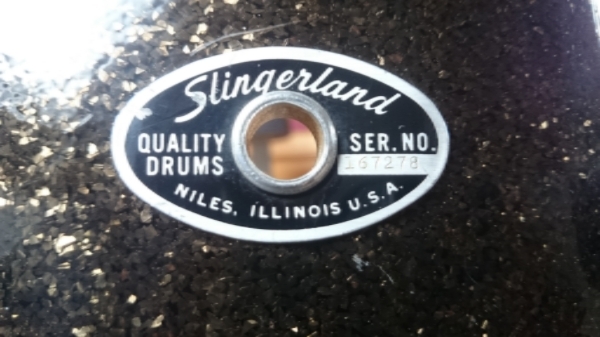 Slingerland
QUALITY
DRUMS
SER. NO.
167278
NILES, ILLINOIS U.S.A.